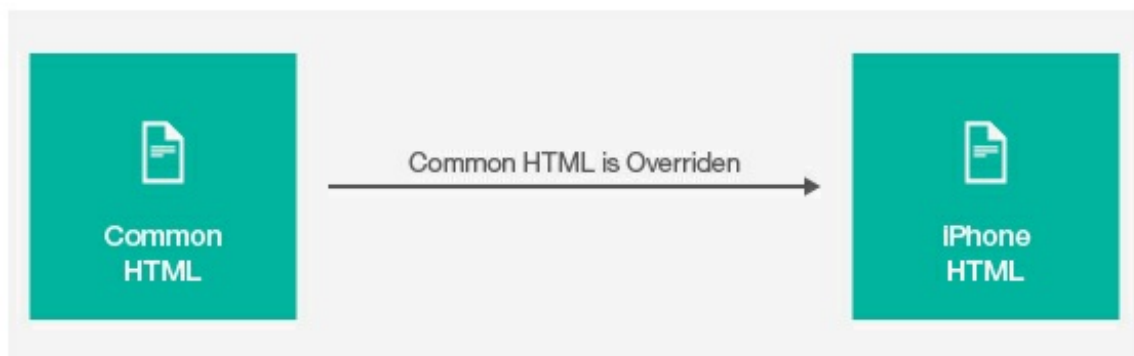 Common HTML is Overriden
Common
HTML
iPhone
HTML